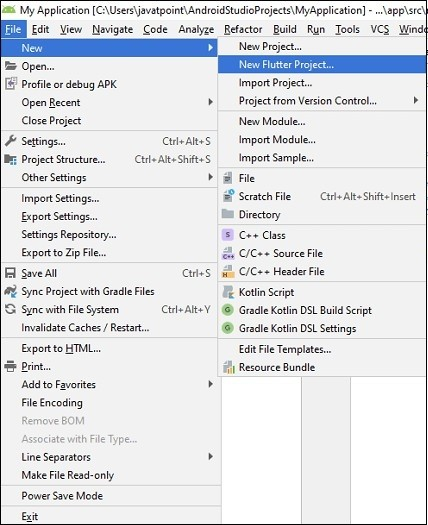 My Application [C:\Users\javatpoint\AndroidStudioProjects\MyApplication] - ...\app\src\
File Edit View Navigate Code Analyze Refactor Build Run Tools VCS Windo
New
Open...
Profile or debug APK
Open Recent
Close Project
Settings... Ctrl+Alt+S
Project Structure... Ctrl+Alt+Shift+S
Other Settings
Import Settings...
Export Settings...
Settings Repository...
Export to Zip File...
Save All Ctrl+S
Sync Project with Gradle Files
Sync with File System Ctrl+Alt+Y
Invalidate Caches / Restart...
Export to HTML...
Print...
Add to Favorites
File Encoding
Remove BOM
Associate with File Type...
Line Separators
Make File Read-only
Power Save Mode
Exit
New Project...
New Flutter Project...
Import Project...
Project from Version Control...
New Module...
Import Module...
Import Sample...
File
Scratch File Ctrl+Alt+Shift+Insert
Directory
S C++ Class
C++ C/C++ Source File
H C/C++ Header File
Kotlin Script
G Gradle Kotlin DSL Build Script
G Gradle Kotlin DSL Settings
Edit File Templates...
Resource Bundle